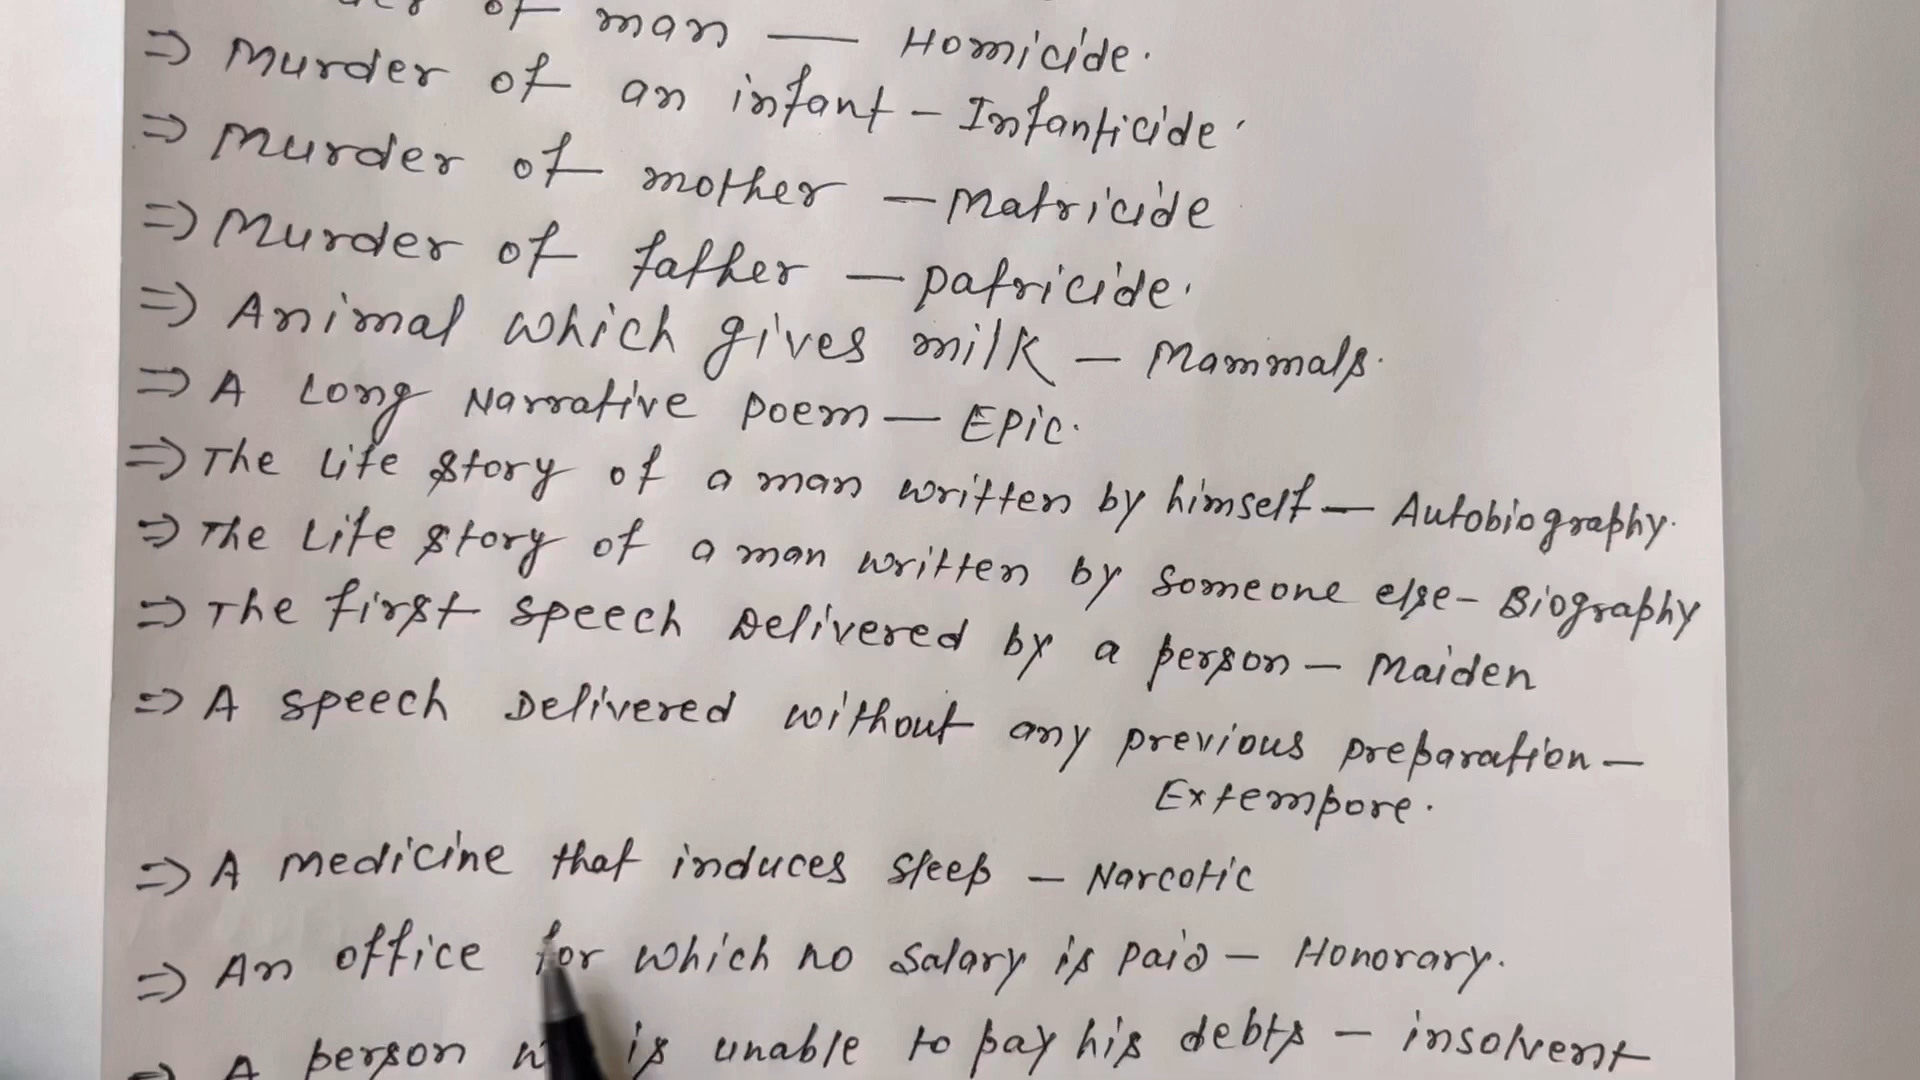 of man — Homicide.
⇒ Murder of an infant – Infanticide.
⇒ Murder of mother – Matricide
⇒ Murder of father – patricide.
⇒ Animal which gives milk – Mammals.
⇒ A Long Narrative poem – Epic.
⇒ The Life story of a man written by himself – Autobiography.
⇒ The Life story of a man written by someone else – Biography
⇒ The first speech Delivered by a person – Maiden
⇒ A speech Delivered without any previous preparation –
Extempore.
⇒ A medicine that induces sleep – Narcotic
⇒ An office for which no salary is paid – Honorary.
⇒ A person is unable to pay his debts – insolvent